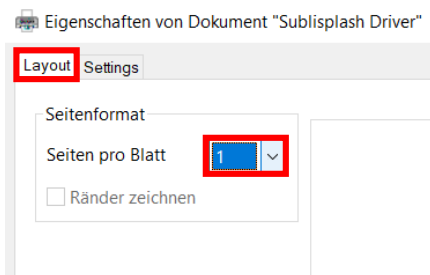 Eigenschaften von Dokument "Sublisplash Driver"
Layout Settings
Seitenformat
Seiten pro Blatt 1
Ränder zeichnen